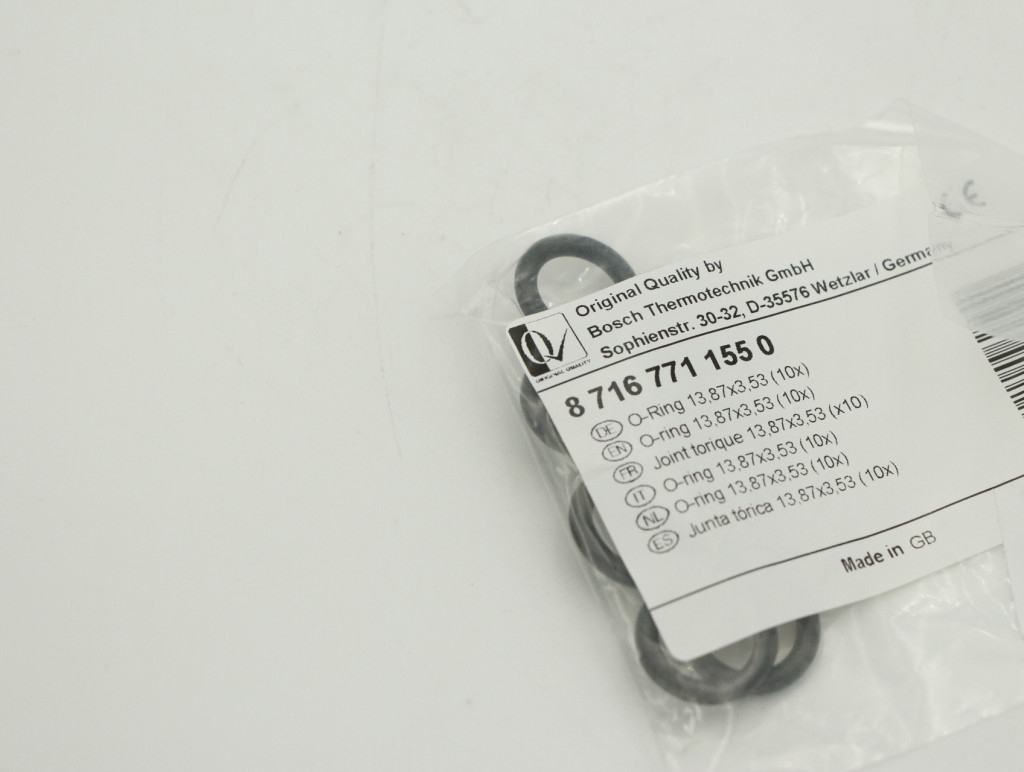 CE
Original Quality by
Bosch Thermotechnik GmbH
Sophienstr. 30-32, D-35576 Wetzlar / Germany
QV
ORIGINAL QUALITY
8 716 771 155 0
DE O-Ring 13,87x3,53 (10x)
EN O-ring 13,87x3,53 (10x)
FR Joint torique 13,87x3,53 (x10)
IT O-ring 13,87x3,53 (10x)
NL O-ring 13,87x3,53 (10x)
ES Junta tórica 13,87x3,53 (10x)
Made in GB